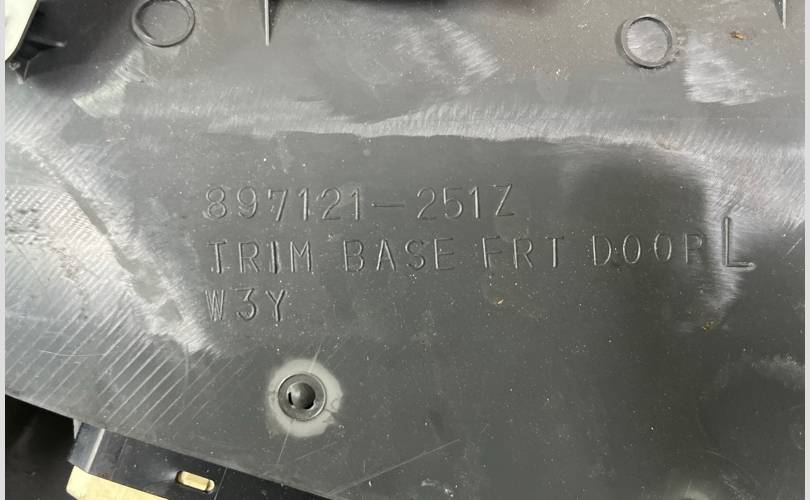 897121-251Z
TRIM BASE FRT DOOR L
W3Y